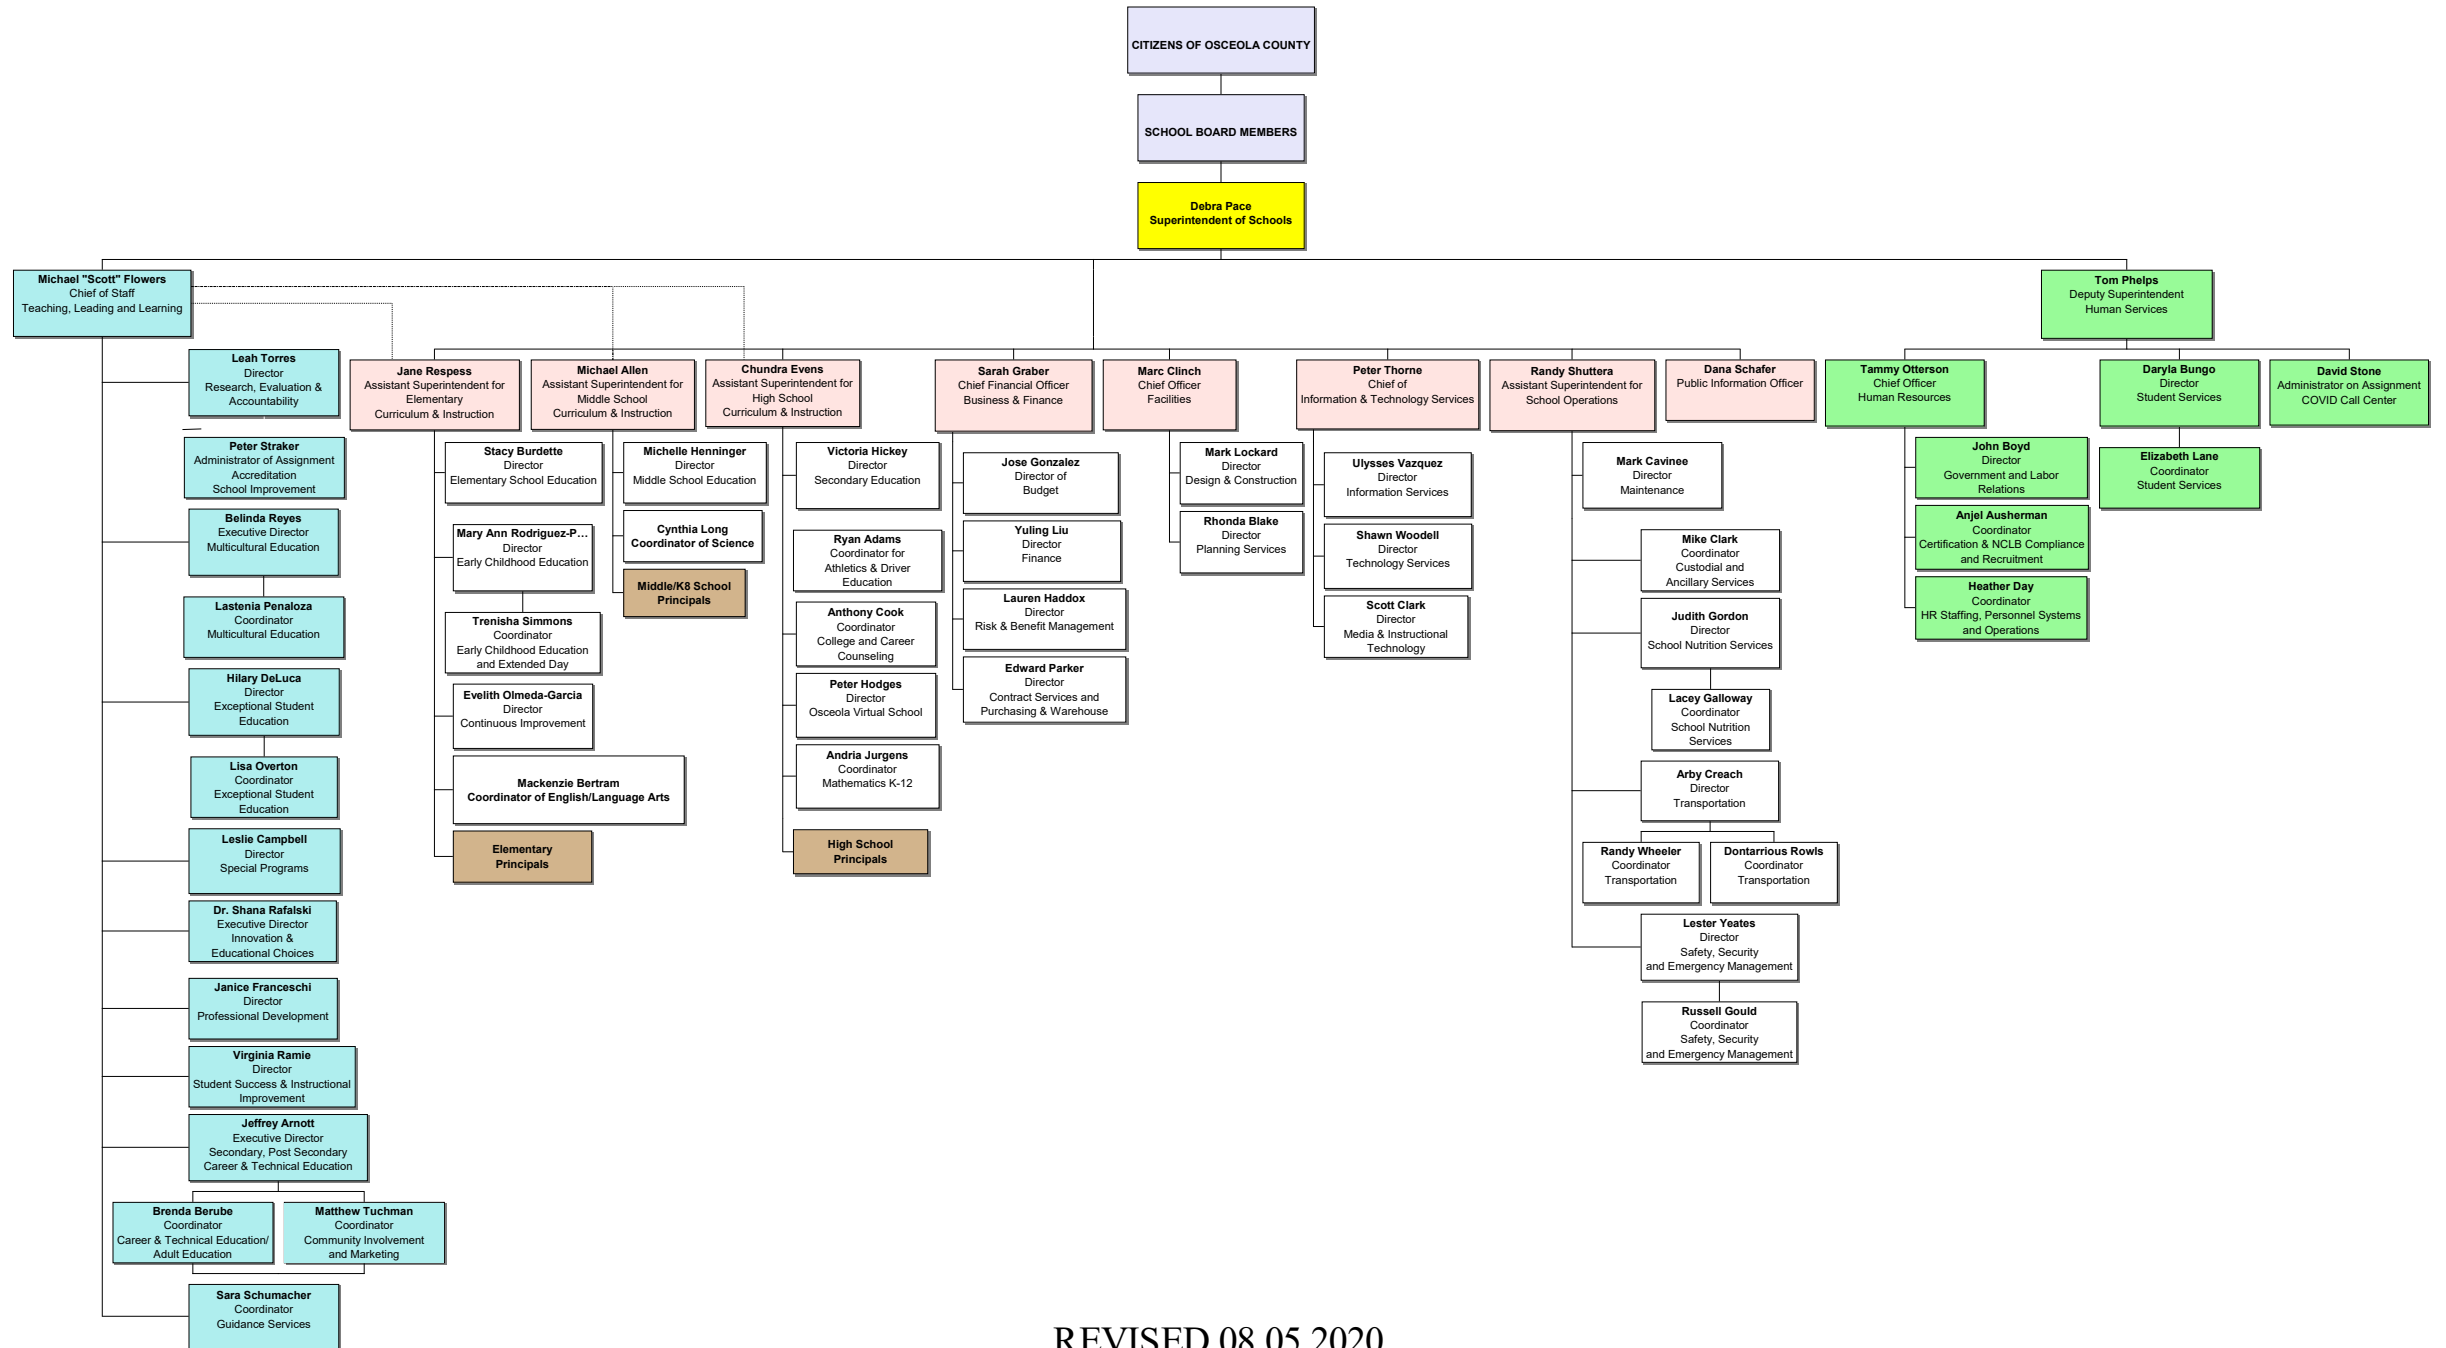 CITIZENS OF OSCEOLA COUNTY
SCHOOL BOARD MEMBERS
Debra Pace
Superintendent of Schools
Michael "Scott" Flowers
Chief of Staff
Teaching, Leading and Learning
Tom Phelps
Deputy Superintendent
Human Services
Leah Torres
Director
Research, Evaluation &
Accountability
Peter Straker
Administrator of Assignment
Accreditation
School Improvement
Belinda Reyes
Executive Director
Multicultural Education
Lastenia Penaloza
Coordinator
Multicultural Education
Hilary DeLuca
Director
Exceptional Student
Education
Lisa Overton
Coordinator
Exceptional Student
Education
Leslie Campbell
Director
Special Programs
Dr. Shana Rafalski
Executive Director
Innovation &
Educational Choices
Janice Franceschi
Director
Professional Development
Virginia Ramie
Director
Student Success & Instructional
Improvement
Jeffrey Arnott
Executive Director
Secondary, Post Secondary
Career & Technical Education
Brenda Berube
Coordinator
Career & Technical Education/
Adult Education
Matthew Tuchman
Coordinator
Community Involvement
and Marketing
Sara Schumacher
Coordinator
Guidance Services
Jane Respess
Assistant Superintendent for
Elementary
Curriculum & Instruction
Stacy Burdette
Director
Elementary School Education
Mary Ann Rodriguez-P...
Director
Early Childhood Education
Trenisha Simmons
Coordinator
Early Childhood Education
and Extended Day
Evelith Olmeda-Garcia
Director
Continuous Improvement
Mackenzie Bertram
Coordinator of English/Language Arts
Elementary
Principals
Michael Allen
Assistant Superintendent for
Middle School
Curriculum & Instruction
Michelle Henninger
Director
Middle School Education
Cynthia Long
Coordinator of Science
Middle/K8 School
Principals
Chundra Evens
Assistant Superintendent for
High School
Curriculum & Instruction
Victoria Hickey
Director
Secondary Education
Ryan Adams
Coordinator for
Athletics & Driver
Education
Anthony Cook
Coordinator
College and Career
Counseling
Peter Hodges
Director
Osceola Virtual School
Andria Jurgens
Coordinator
Mathematics K-12
High School
Principals
Sarah Graber
Chief Financial Officer
Business & Finance
Jose Gonzalez
Director of
Budget
Yuling Liu
Director
Finance
Lauren Haddox
Director
Risk & Benefit Management
Edward Parker
Director
Contract Services and
Purchasing & Warehouse
Marc Clinch
Chief Officer
Facilities
Mark Lockard
Director
Design & Construction
Rhonda Blake
Director
Planning Services
Peter Thorne
Chief of
Information & Technology Services
Ulysses Vazquez
Director
Information Services
Shawn Woodell
Director
Technology Services
Scott Clark
Director
Media & Instructional
Technology
Randy Shuttera
Assistant Superintendent for
School Operations
Mark Cavinee
Director
Maintenance
Mike Clark
Coordinator
Custodial and
Ancillary Services
Judith Gordon
Director
School Nutrition Services
Lacey Galloway
Coordinator
School Nutrition
Services
Arby Creach
Director
Transportation
Randy Wheeler
Coordinator
Transportation
Dontarrious Rowls
Coordinator
Transportation
Lester Yeates
Director
Safety, Security
and Emergency Management
Russell Gould
Coordinator
Safety, Security
and Emergency Management
Dana Schafer
Public Information Officer
Tammy Otterson
Chief Officer
Human Resources
John Boyd
Director
Government and Labor
Relations
Anjel Ausherman
Coordinator
Certification & NCLB Compliance
and Recruitment
Heather Day
Coordinator
HR Staffing, Personnel Systems
and Operations
Daryla Bungo
Director
Student Services
Elizabeth Lane
Coordinator
Student Services
David Stone
Administrator on Assignment
COVID Call Center
REVISED 08.05.2020